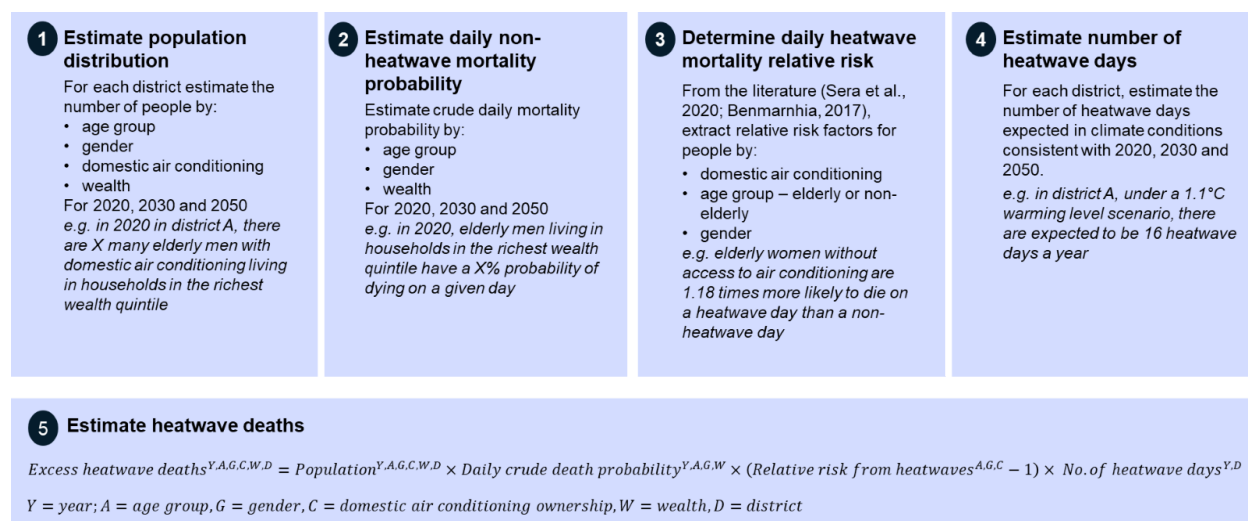 1 Estimate population
distribution
For each district estimate the
number of people by:
• age group
• gender
• domestic air conditioning
• wealth
For 2020, 2030 and 2050
e.g. in 2020 in district A, there
are X many elderly men with
domestic air conditioning living
in households in the richest
wealth quintile
2 Estimate daily non-
heatwave mortality
probability
Estimate crude daily mortality
probability by:
• age group
• gender
• wealth
For 2020, 2030 and 2050
e.g. in 2020, elderly men living in
households in the richest wealth
quintile have a X% probability of
dying on a given day
3 Determine daily heatwave
mortality relative risk
From the literature (Sera et al.,
2020; Benmarnhia, 2017),
extract relative risk factors for
people by:
• domestic air conditioning
• age group – elderly or non-
elderly
• gender
e.g. elderly women without
access to air conditioning are
1.18 times more likely to die on
a heatwave day than a non-
heatwave day
4 Estimate number of
heatwave days
For each district, estimate the
number of heatwave days
expected in climate conditions
consistent with 2020, 2030 and
2050.
e.g. in district A, under a 1.1°C
warming level scenario, there
are expected to be 16 heatwave
days a year
5 Estimate heatwave deaths
Excess heatwave deaths^{Y,A,G,C,W,D} = Population^{Y,A,G,C,W,D} × Daily crude death probability^{Y,A,G,W} × (Relative risk from heatwaves^{A,G,C} − 1) × No. of heatwave days^{Y,D}
Y = year; A = age group, G = gender, C = domestic air conditioning ownership, W = wealth, D = district